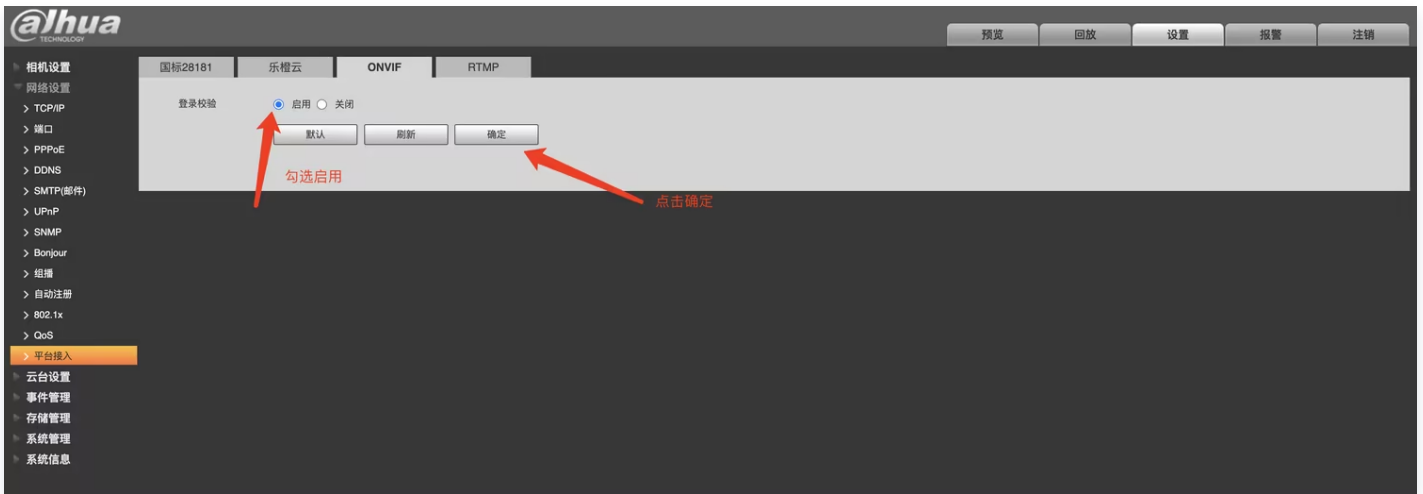 alhua
TECHNOLOGY
预览 回放 设置 报警 注销
相机设置
网络设置
TCP/IP
端口
PPPoE
DDNS
SMTP(邮件)
UPnP
SNMP
Bonjour
组播
自动注册
802.1x
QoS
平台接入
云台设置
事件管理
存储管理
系统管理
系统信息
国标28181 乐橙云 ONVIF RTMP
登录校验 启用 关闭
默认 刷新 确定
勾选启用
点击确定